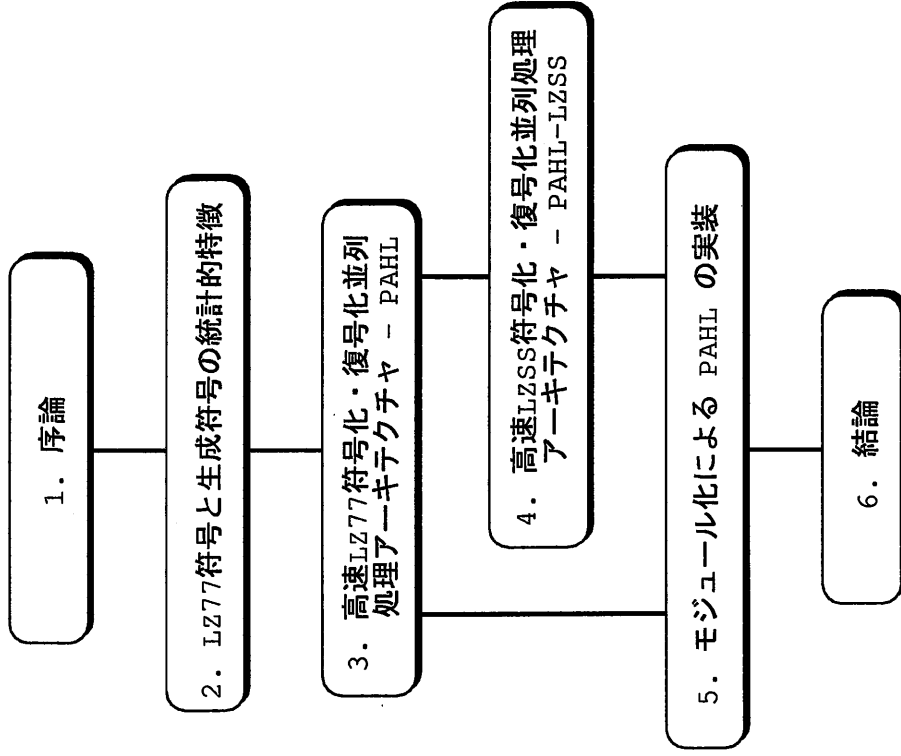 1. 序論
2. LZ77符号と生成符号の統計的特徴
3. 高速LZ77符号化・復号化並列
処理アーキテクチャ - PAHL
4. 高速LZSS符号化・復号化並列処理
アーキテクチャ - PAHL-LZSS
5. モジュール化による PAHL の実装
6. 結論